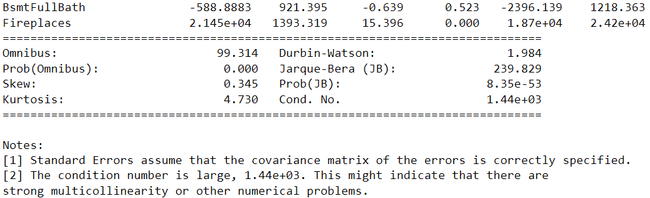 BsmtFullBath -588.8883 921.395 -0.639 0.523 -2396.139 1218.363
Fireplaces 2.145e+04 1393.319 15.396 0.000 1.87e+04 2.42e+04
==============================================================================
Omnibus: 99.314 Durbin-Watson: 1.984
Prob(Omnibus): 0.000 Jarque-Bera (JB): 239.829
Skew: 0.345 Prob(JB): 8.35e-53
Kurtosis: 4.730 Cond. No. 1.44e+03
==============================================================================
Notes:
[1] Standard Errors assume that the covariance matrix of the errors is correctly specified.
[2] The condition number is large, 1.44e+03. This might indicate that there are
strong multicollinearity or other numerical problems.